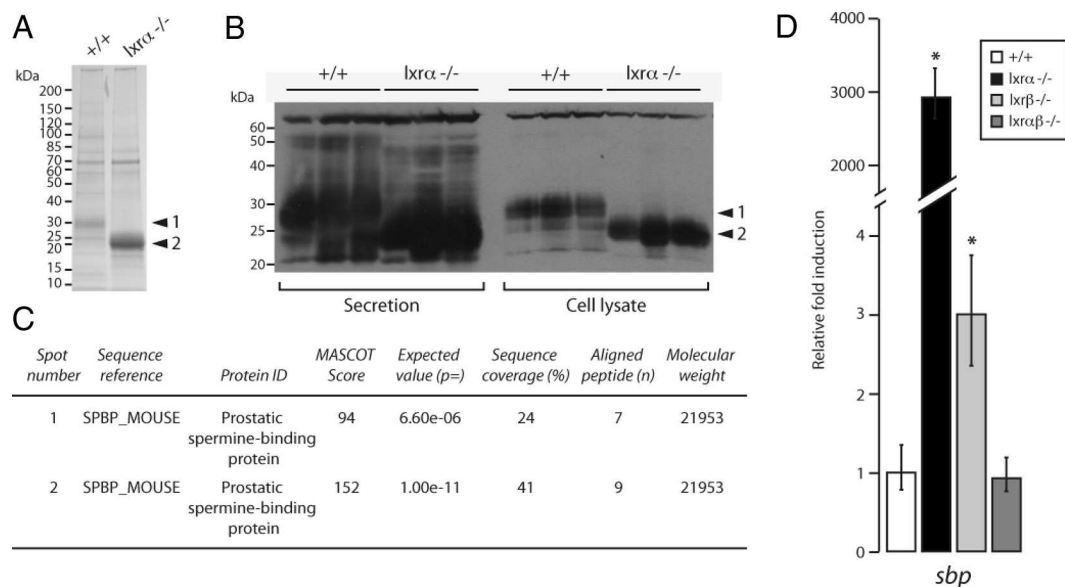 A
+/+
lxrα -/-
kDa
200
150
120
100
85
70
60
50
40
30
25
20
15
10
1
2
B
+/+
lxrα -/-
+/+
lxrα -/-
kDa
60
50
40
30
25
20
1
2
Secretion
Cell lysate
C
Spot number
Sequence reference
Protein ID
MASCOT Score
Expected value (p=)
Sequence coverage (%)
Aligned peptide (n)
Molecular weight
1 SPBP_MOUSE Prostatic 94 6.60e-06 24 7 21953
spermine-binding
protein
2 SPBP_MOUSE Prostatic 152 1.00e-11 41 9 21953
spermine-binding
protein
D
4000
3000
2000
4
3
2
1
0
Relative fold induction
*
*
+/+
lxrα-/-
lxrβ-/-
lxrαβ-/-
sbp